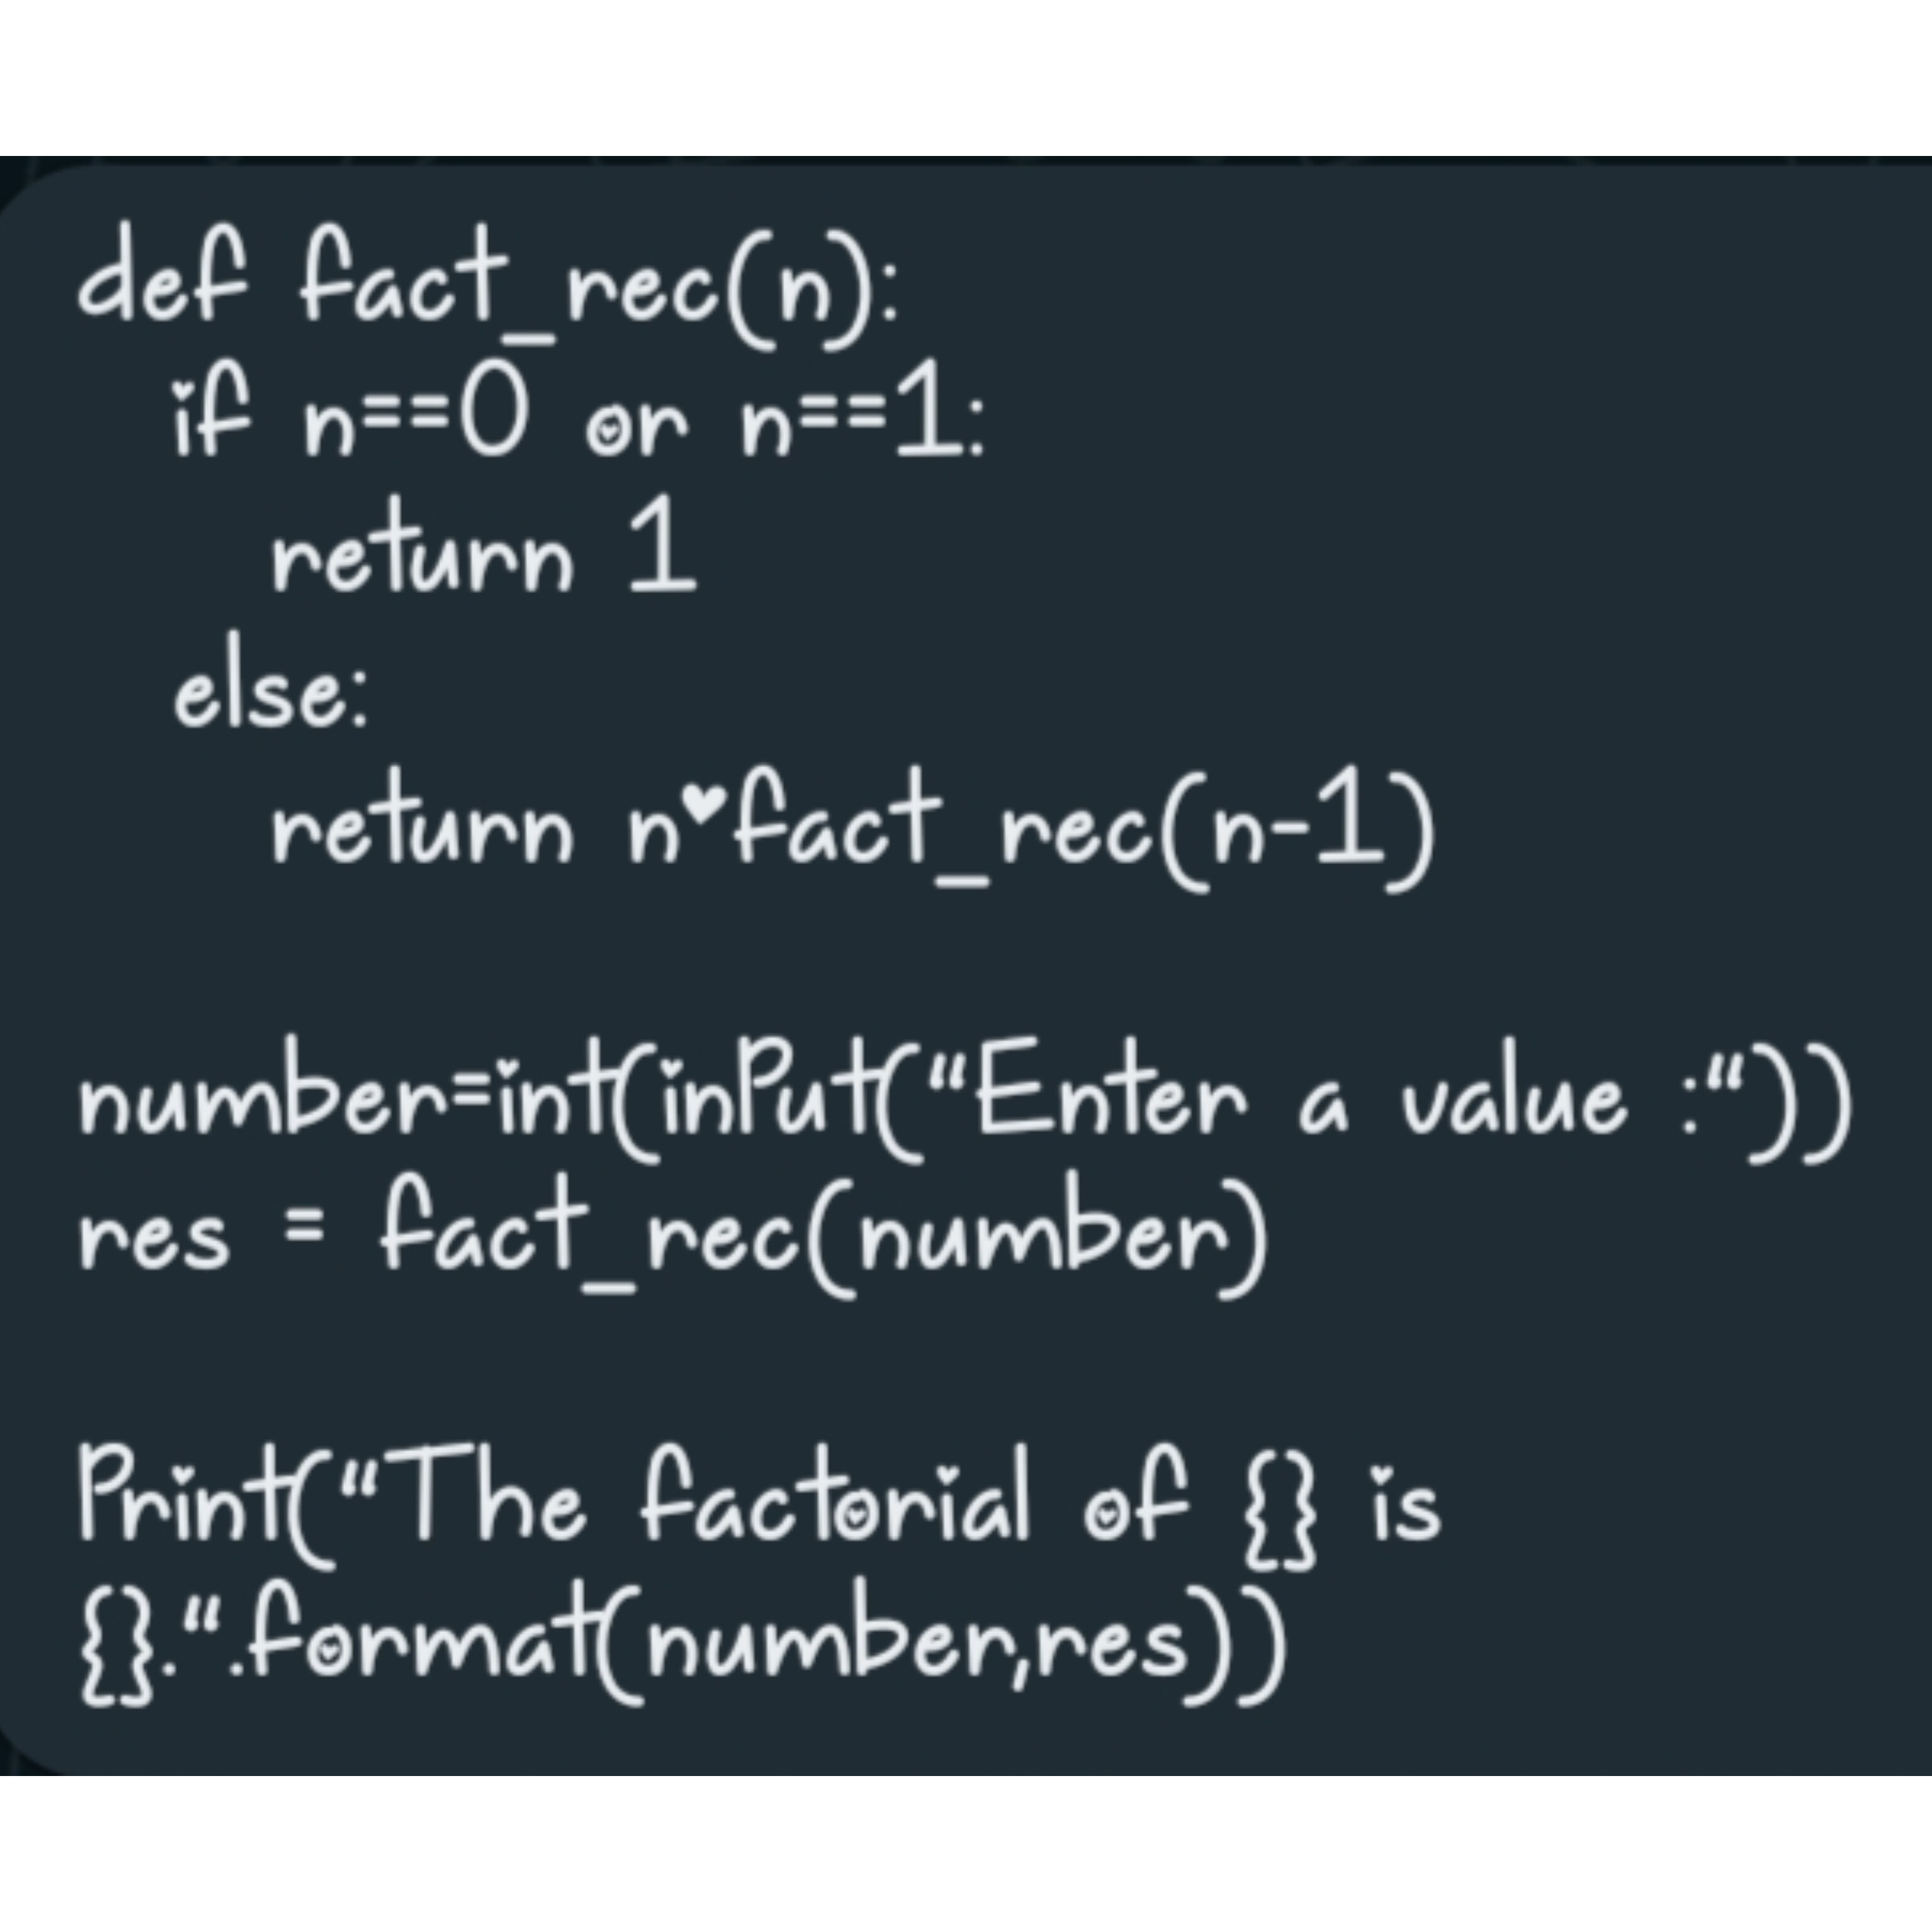 def fact_rec(n):
if n==0 or n==1:
return 1
else:
return n*fact_rec(n-1)
number=int(input("Enter a value :"))
res = fact_rec(number)
print("The factorial of {} is
{}.".format(number,res))